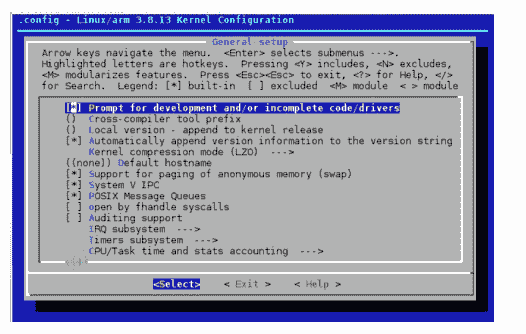 .config - Linux/arm 3.8.13 Kernel Configuration
General setup
Arrow keys navigate the menu. <Enter> selects submenus --->.
Highlighted letters are hotkeys. Pressing <Y> includes, <N> excludes,
<M> modularizes features. Press <Esc><Esc> to exit, <?> for Help, </>
for Search. Legend: [*] built-in [ ] excluded <M> module < > module
[*] Prompt for development and/or incomplete code/drivers
() Cross-compiler tool prefix
() Local version - append to kernel release
[*] Automatically append version information to the version string
Kernel compression mode (LZO) --->
((none)) Default hostname
[*] Support for paging of anonymous memory (swap)
[*] System V IPC
[*] POSIX Message Queues
[ ] open by fhandle syscalls
[ ] Auditing support
IRQ subsystem --->
Timers subsystem --->
CPU/Task time and stats accounting --->
<Select> < Exit > < Help >